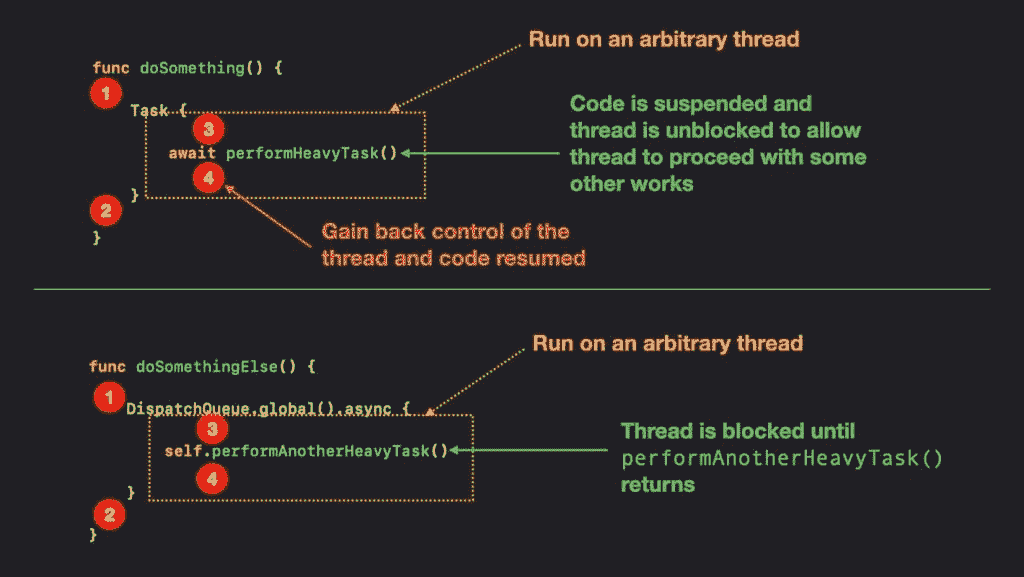 Run on an arbitrary thread
func doSomething() {
1
Task {
3
await performHeavyTask()
4
}
2
}
Code is suspended and
thread is unblocked to allow
thread to proceed with some
other works
Gain back control of the
thread and code resumed
Run on an arbitrary thread
func doSomethingElse() {
1
DispatchQueue.global().async {
3
self.performAnotherHeavyTask()
4
}
2
}
Thread is blocked until
performAnotherHeavyTask()
returns